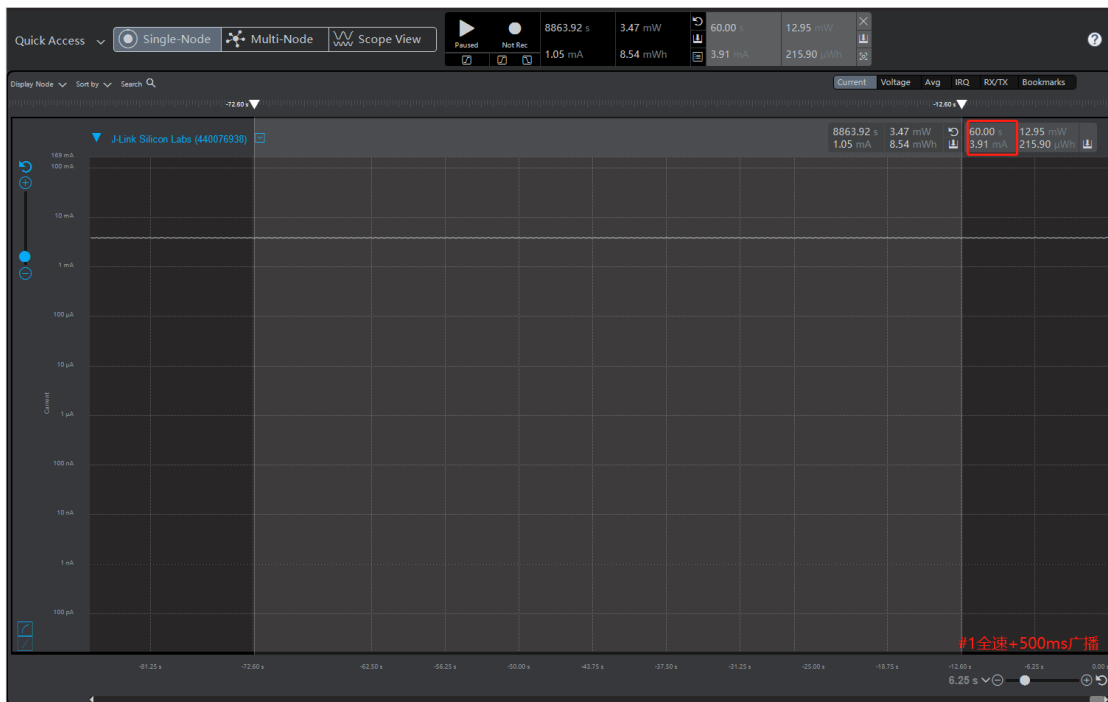 Quick Access Single-Node Multi-Node Scope View
Paused Not Rec
8863.92 s 3.47 mW 60.00 s 12.95 mW
1.05 mA 8.54 mWh 3.91 mA 215.90 µWh
Display Node Sort by Search Current Voltage Avg IRQ RX/TX Bookmarks
-72.60 s -12.60 s
J-Link Silicon Labs (440076938)
8863.92 s 3.47 mW 60.00 s 12.95 mW
1.05 mA 8.54 mWh 3.91 mA 215.90 µWh
169 mA
100 mA
10 mA
1 mA
100 µA
10 µA
Current
1 µA
100 nA
10 nA
1 nA
100 pA
#1全速+500ms广播
-81.25 s -72.60 s -62.50 s -56.25 s -50.00 s -43.75 s -37.50 s -31.25 s -25.00 s -18.75 s -12.60 s -6.25 s 0.00 s
6.25 s